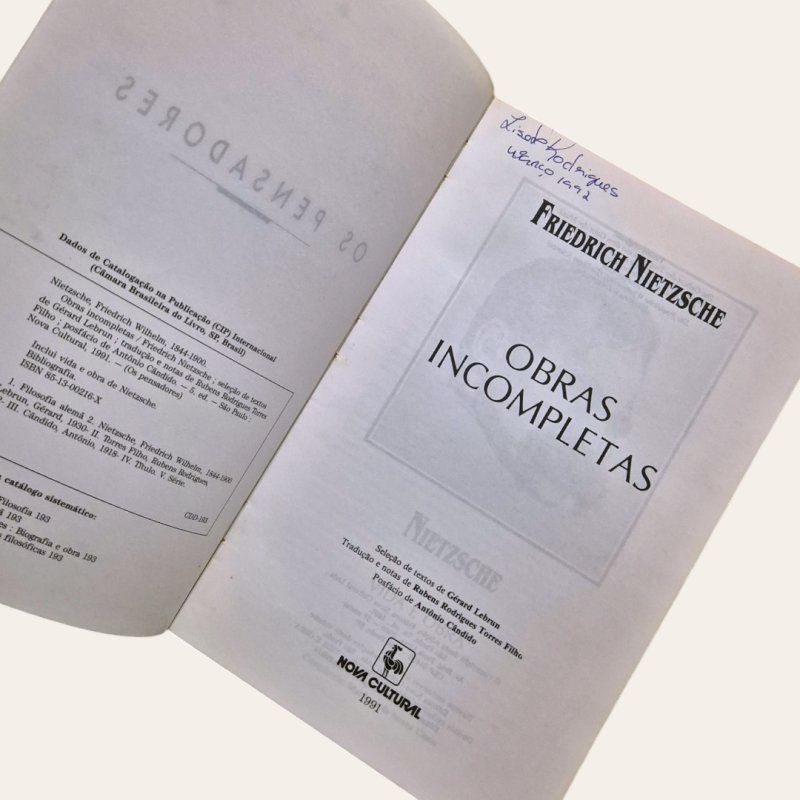 OS PENSADORES
Dados de Catalogação na Publicação (CIP) Internacional
(Câmara Brasileira do Livro, SP, Brasil)
Nietzsche, Friedrich Wilhelm, 1844-1900.
Obras incompletas / Friedrich Nietzsche ; seleção de textos
de Gérard Lebrun ; tradução e notas de Rubens Rodrigues Torres
Filho ; posfácio de Antônio Cândido. — 5. ed. — São Paulo :
Nova Cultural, 1991. — (Os pensadores)
Inclui vida e obra de Nietzsche.
Bibliografia.
ISBN 85-13-00216-X
1. Filosofia alemã 2. Nietzsche, Friedrich Wilhelm, 1844-1900
Lebrun, Gérard, 1930- II. Torres Filho, Rubens Rodrigues,
- III. Cândido, Antônio, 1918- IV. Título. V. Série.
CDD-193
catálogo sistemático:
Filosofia 193
193
: Biografia e obra 193
filosóficas 193
Rodrigues
março 1992
FRIEDRICH NIETZSCHE
OBRAS
INCOMPLETAS
NIETZSCHE
Seleção de textos de Gérard Lebrun
Tradução e notas de Rubens Rodrigues Torres Filho
Posfácio de Antônio Cândido
NOVA CULTURAL
1991